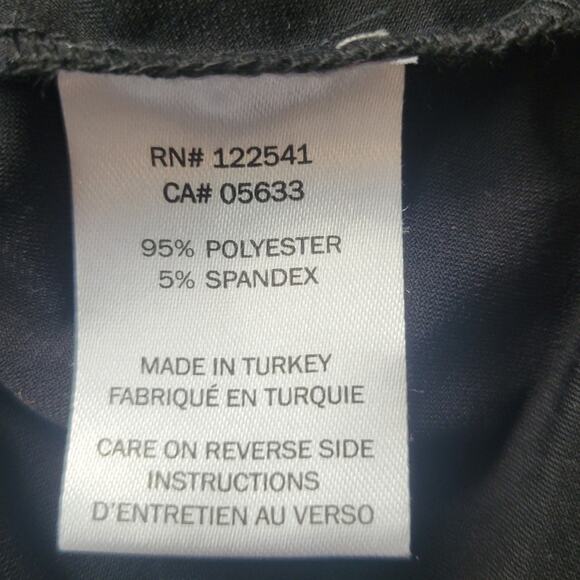 RN# 122541
CA# 05633
95% POLYESTER
5% SPANDEX
MADE IN TURKEY
FABRIQUÉ EN TURQUIE
CARE ON REVERSE SIDE
INSTRUCTIONS
D'ENTRETIEN AU VERSO